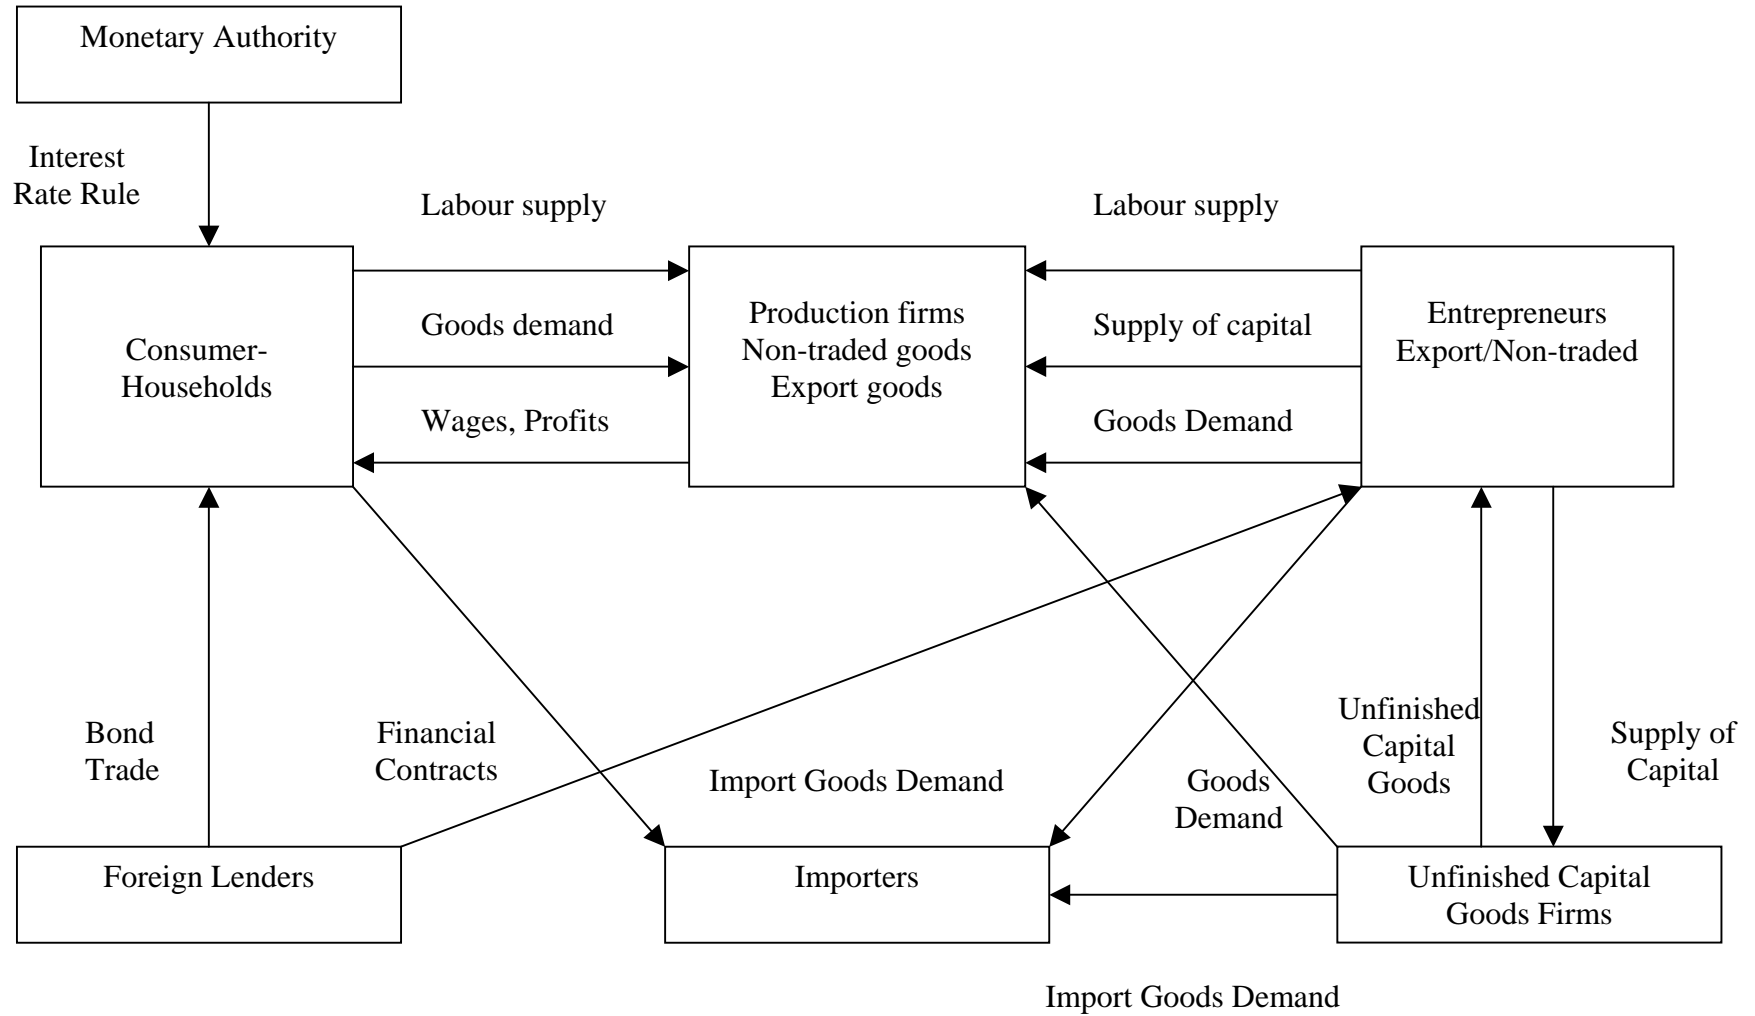 Monetary Authority
Interest
Rate Rule
Labour supply
Labour supply
Goods demand
Supply of capital
Wages, Profits
Goods Demand
Consumer-
Households
Production firms
Non-traded goods
Export goods
Entrepreneurs
Export/Non-traded
Bond
Trade
Financial
Contracts
Import Goods Demand
Goods
Demand
Unfinished
Capital
Goods
Supply of
Capital
Foreign Lenders
Importers
Unfinished Capital
Goods Firms
Import Goods Demand